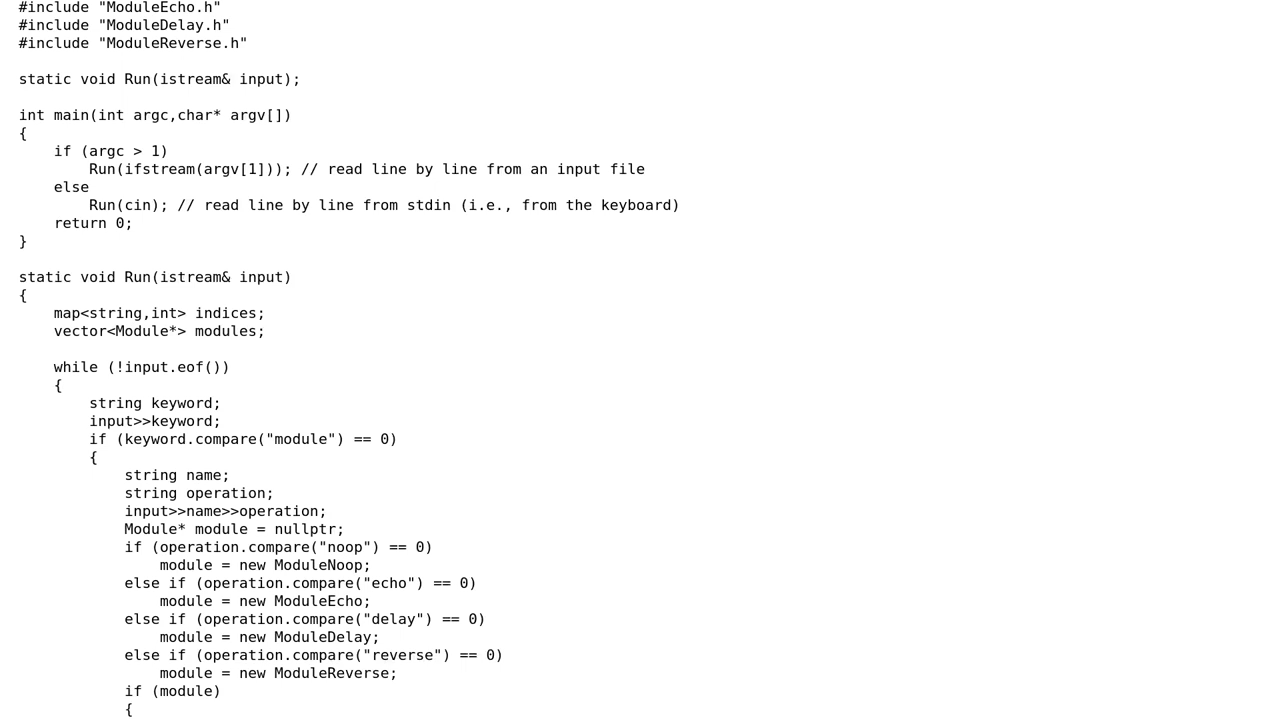 #include "ModuleEcho.h"
#include "ModuleDelay.h"
#include "ModuleReverse.h"

static void Run(istream& input);

int main(int argc,char* argv[])
{
    if (argc > 1)
        Run(ifstream(argv[1])); // read line by line from an input file
    else
        Run(cin); // read line by line from stdin (i.e., from the keyboard)
    return 0;
}

static void Run(istream& input)
{
    map<string,int> indices;
    vector<Module*> modules;

    while (!input.eof())
    {
        string keyword;
        input>>keyword;
        if (keyword.compare("module") == 0)
        {
            string name;
            string operation;
            input>>name>>operation;
            Module* module = nullptr;
            if (operation.compare("noop") == 0)
                module = new ModuleNoop;
            else if (operation.compare("echo") == 0)
                module = new ModuleEcho;
            else if (operation.compare("delay") == 0)
                module = new ModuleDelay;
            else if (operation.compare("reverse") == 0)
                module = new ModuleReverse;
            if (module)
            {